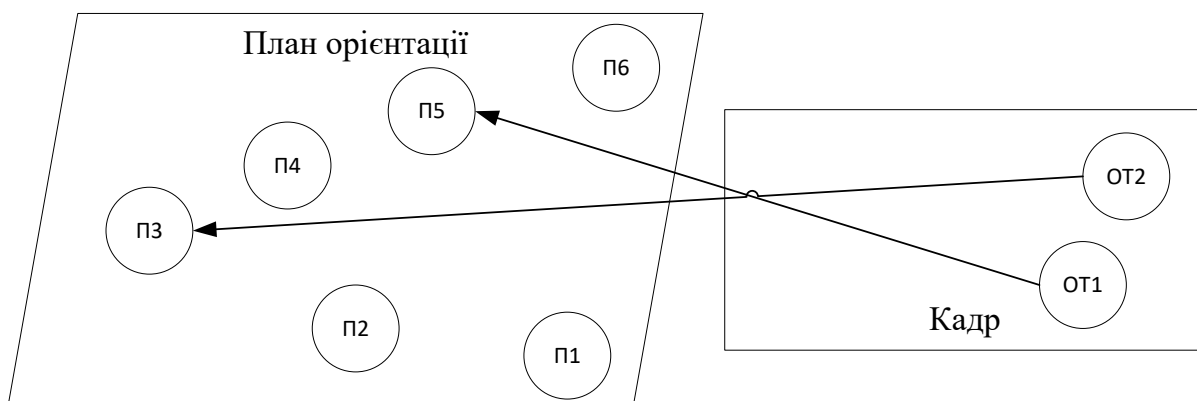 План орієнтації
П6
П5
П4
ОТ2
П3
ОТ1
Кадр
П2
П1